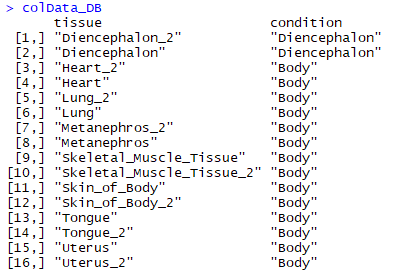 > colData_DB
      tissue                     condition
 [1,] "Diencephalon_2"           "Diencephalon"
 [2,] "Diencephalon"             "Diencephalon"
 [3,] "Heart_2"                  "Body"
 [4,] "Heart"                    "Body"
 [5,] "Lung_2"                   "Body"
 [6,] "Lung"                     "Body"
 [7,] "Metanephros_2"            "Body"
 [8,] "Metanephros"              "Body"
 [9,] "Skeletal_Muscle_Tissue"   "Body"
[10,] "Skeletal_Muscle_Tissue_2" "Body"
[11,] "Skin_of_Body"             "Body"
[12,] "Skin_of_Body_2"           "Body"
[13,] "Tongue"                   "Body"
[14,] "Tongue_2"                 "Body"
[15,] "Uterus"                   "Body"
[16,] "Uterus_2"                 "Body"